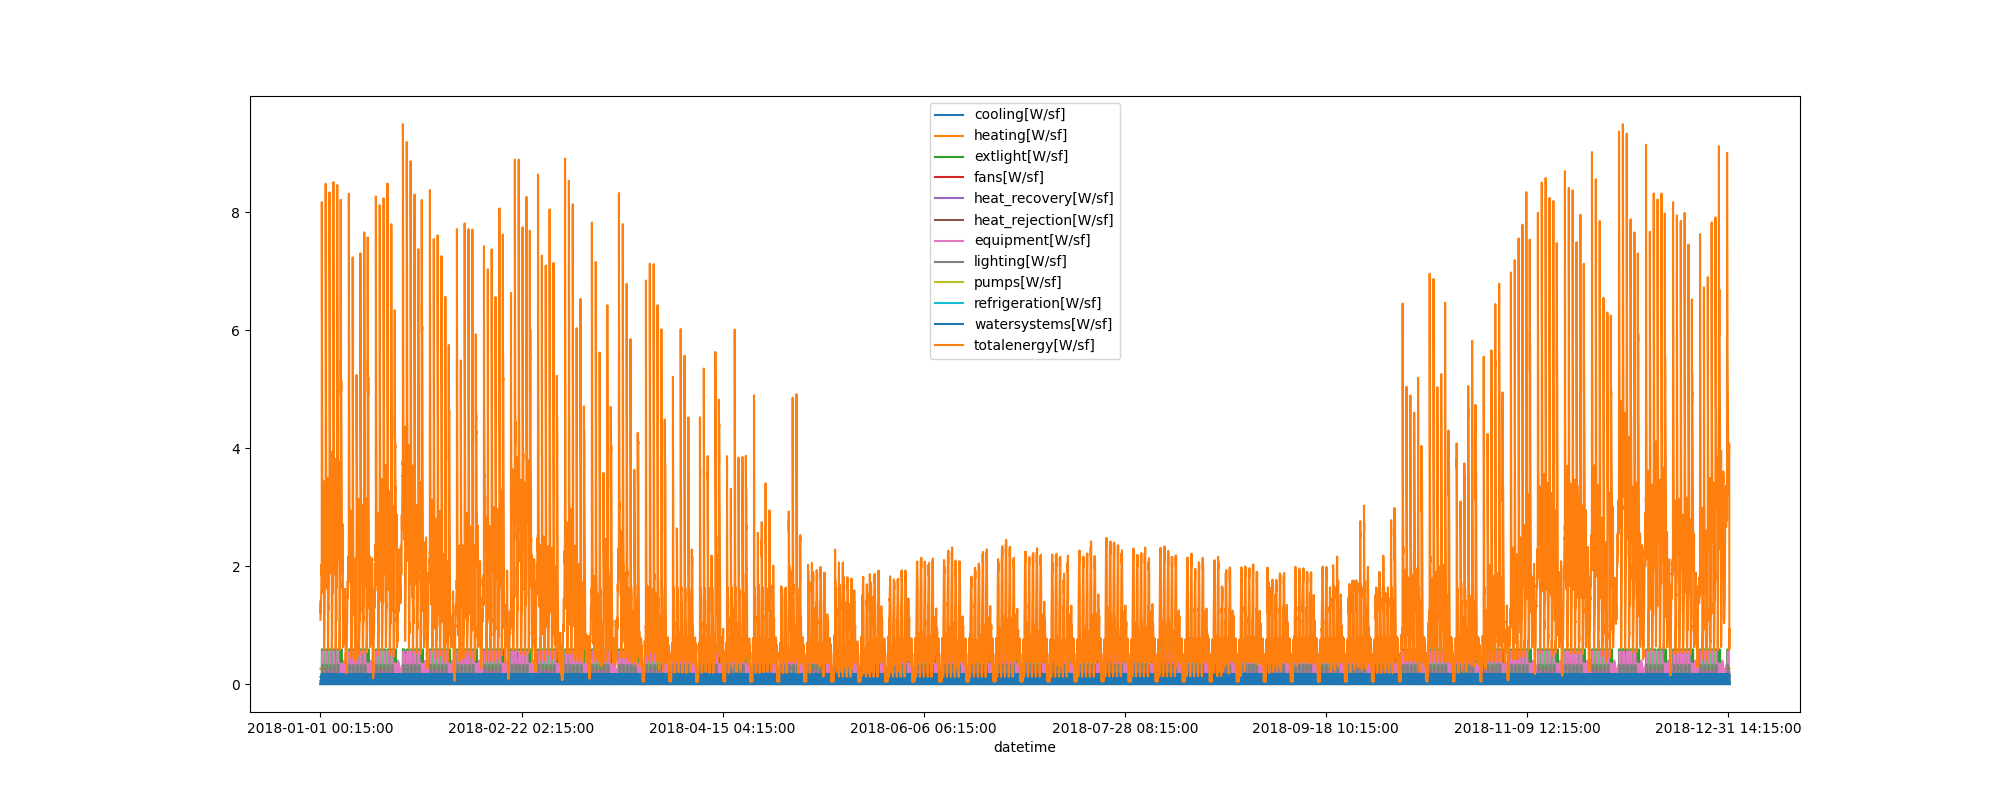 cooling[W/sf]
heating[W/sf]
extlight[W/sf]
fans[W/sf]
heat_recovery[W/sf]
heat_rejection[W/sf]
equipment[W/sf]
lighting[W/sf]
pumps[W/sf]
refrigeration[W/sf]
watersystems[W/sf]
totalenergy[W/sf]
8
6
4
2
0
2018-01-01 00:15:00 2018-02-22 02:15:00 2018-04-15 04:15:00 2018-06-06 06:15:00 2018-07-28 08:15:00 2018-09-18 10:15:00 2018-11-09 12:15:00 2018-12-31 14:15:00
datetime